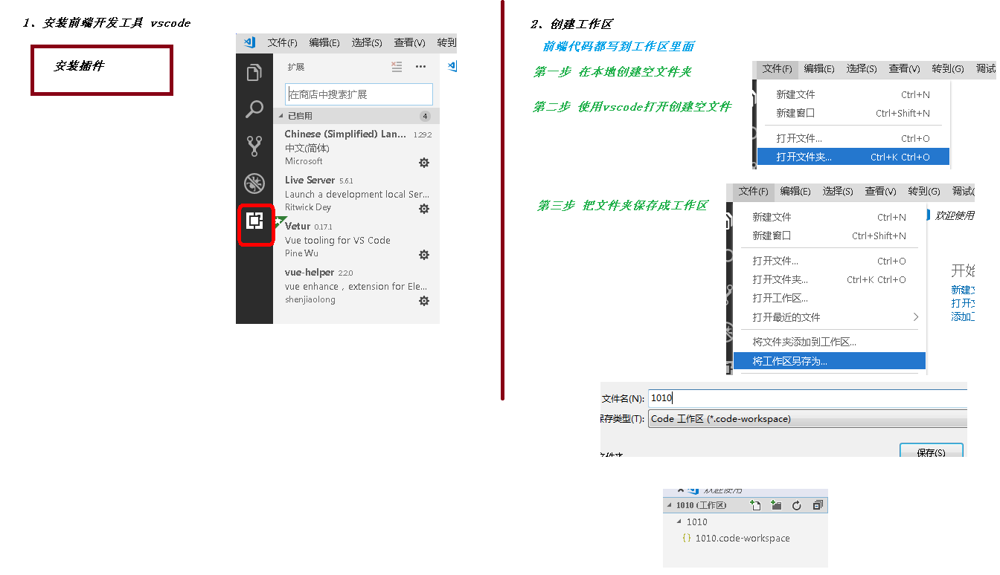 1、安装前端开发工具 vscode
安装插件
文件(F) 编辑(E) 选择(S) 查看(V) 转到
扩展
在商店中搜索扩展
已启用 4
Chinese (Simplified) Lan... 1.29.2
中文(简体)
Microsoft
Live Server 5.6.1
Launch a development local Ser...
Ritwick Dey
Vetur 0.17.1
Vue tooling for VS Code
Pine Wu
vue-helper 2.2.0
vue enhance，extension for Ele...
shenjiaolong
2、创建工作区
前端代码都写到工作区里面
第一步 在本地创建空文件夹
第二步 使用vscode打开创建空文件
文件(F) 编辑(E) 选择(S) 查看(V) 转到(G) 调试
新建文件 Ctrl+N
新建窗口 Ctrl+Shift+N
打开文件... Ctrl+O
打开文件夹... Ctrl+K Ctrl+O
第三步 把文件夹保存成工作区
文件(F) 编辑(E) 选择(S) 查看(V) 转到(G) 调试(
新建文件 Ctrl+N
新建窗口 Ctrl+Shift+N
打开文件... Ctrl+O
打开文件夹... Ctrl+K Ctrl+O
打开工作区...
打开最近的文件
将文件夹添加到工作区...
将工作区另存为...
欢迎使用
开始
新建文
打开文
添加工
文件名(N): 1010
保存类型(T): Code 工作区 (*.code-workspace)
保存(S)
欢迎使用
1010 (工作区)
1010
{} 1010.code-workspace